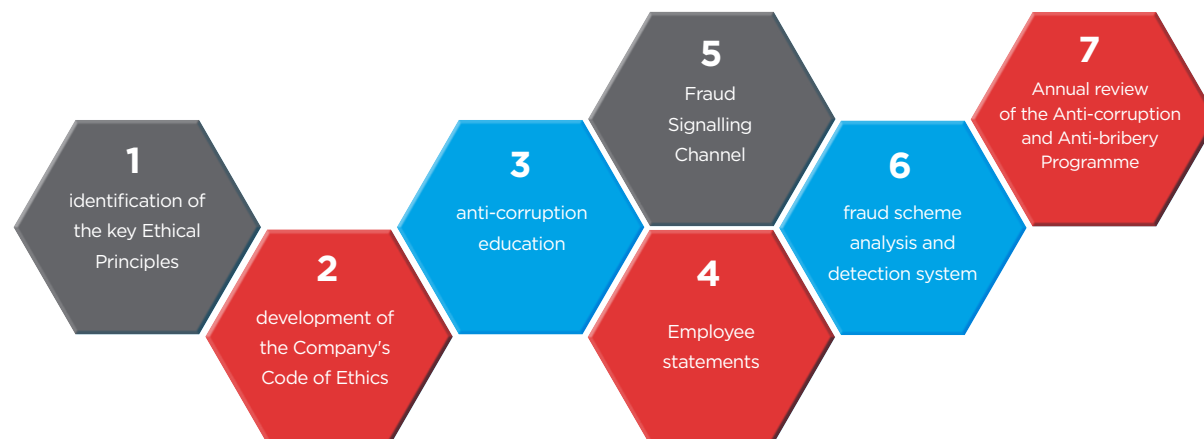 1
identification of
the key Ethical
Principles
2
development of
the Company's
Code of Ethics
3
anti-corruption
education
4
Employee
statements
5
Fraud
Signalling
Channel
6
fraud scheme
analysis and
detection system
7
Annual review
of the Anti-corruption
and Anti-bribery
Programme